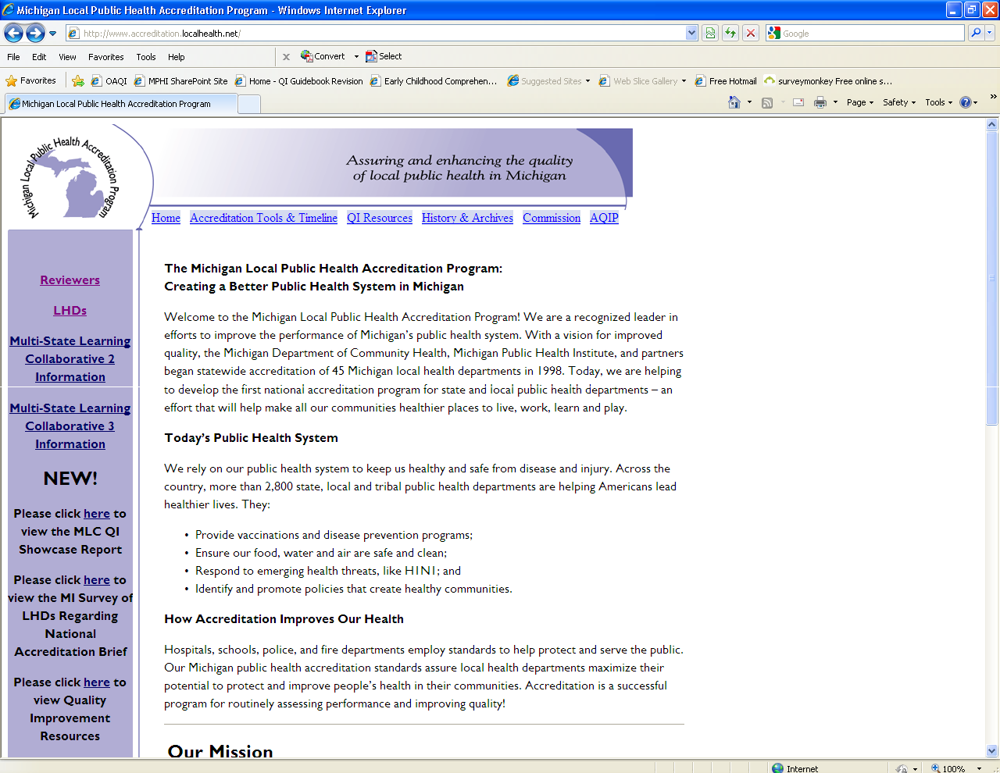 Michigan Local Public Health Accreditation Program - Windows Internet Explorer
http://www.accreditation.localhealth.net/
Google
File Edit View Favorites Tools Help
x Convert Select
Favorites OAQI MPHI SharePoint Site Home - QI Guidebook Revision Early Childhood Comprehen... Suggested Sites Web Slice Gallery Free Hotmail surveymonkey Free online s...
Michigan Local Public Health Accreditation Program
Page Safety Tools
Michigan Local Public Health Accreditation Program
Assuring and enhancing the quality
of local public health in Michigan
Home Accreditation Tools & Timeline QI Resources History & Archives Commission AQIP
Reviewers
LHDs
Multi-State Learning
Collaborative 2
Information
Multi-State Learning
Collaborative 3
Information
NEW!
Please click here to
view the MLC QI
Showcase Report
Please click here to
view the MI Survey of
LHDs Regarding
National
Accreditation Brief
Please click here to
view Quality
Improvement
Resources
The Michigan Local Public Health Accreditation Program:
Creating a Better Public Health System in Michigan
Welcome to the Michigan Local Public Health Accreditation Program! We are a recognized leader in
efforts to improve the performance of Michigan's public health system. With a vision for improved
quality, the Michigan Department of Community Health, Michigan Public Health Institute, and partners
began statewide accreditation of 45 Michigan local health departments in 1998. Today, we are helping
to develop the first national accreditation program for state and local public health departments – an
effort that will help make all our communities healthier places to live, work, learn and play.
Today's Public Health System
We rely on our public health system to keep us healthy and safe from disease and injury. Across the
country, more than 2,800 state, local and tribal public health departments are helping Americans lead
healthier lives. They:
• Provide vaccinations and disease prevention programs;
• Ensure our food, water and air are safe and clean;
• Respond to emerging health threats, like H1N1; and
• Identify and promote policies that create healthy communities.
How Accreditation Improves Our Health
Hospitals, schools, police, and fire departments employ standards to help protect and serve the public.
Our Michigan public health accreditation standards assure local health departments maximize their
potential to protect and improve people's health in their communities. Accreditation is a successful
program for routinely assessing performance and improving quality!
Our Mission
Internet
100%